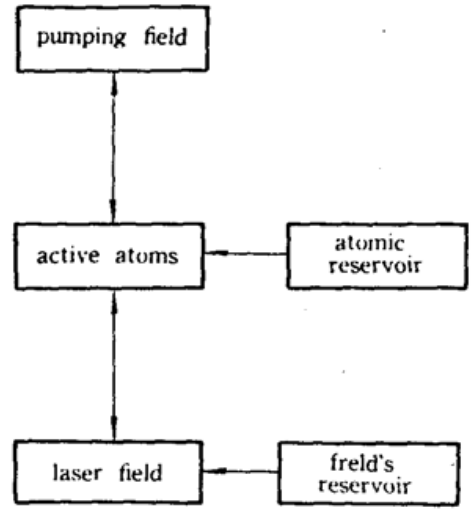 pumping field
active atoms
atomic
reservoir
laser field
freld's
reservoir